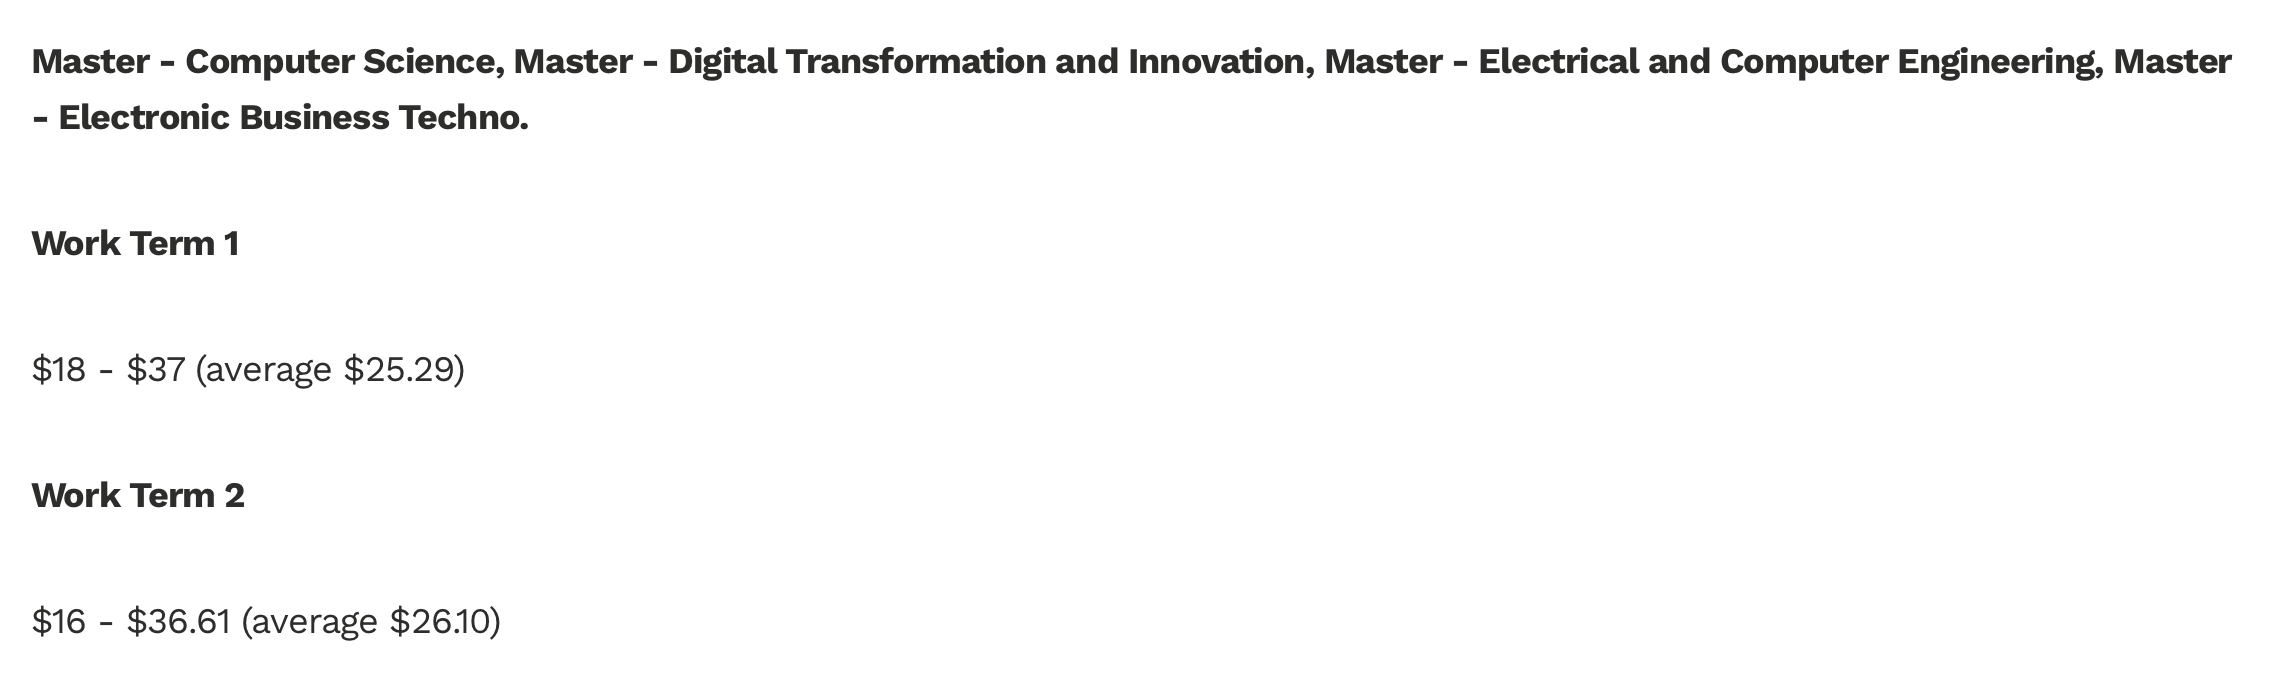 Master - Computer Science, Master - Digital Transformation and Innovation, Master - Electrical and Computer Engineering, Master
- Electronic Business Techno.
Work Term 1
$18 - $37 (average $25.29)
Work Term 2
$16 - $36.61 (average $26.10)